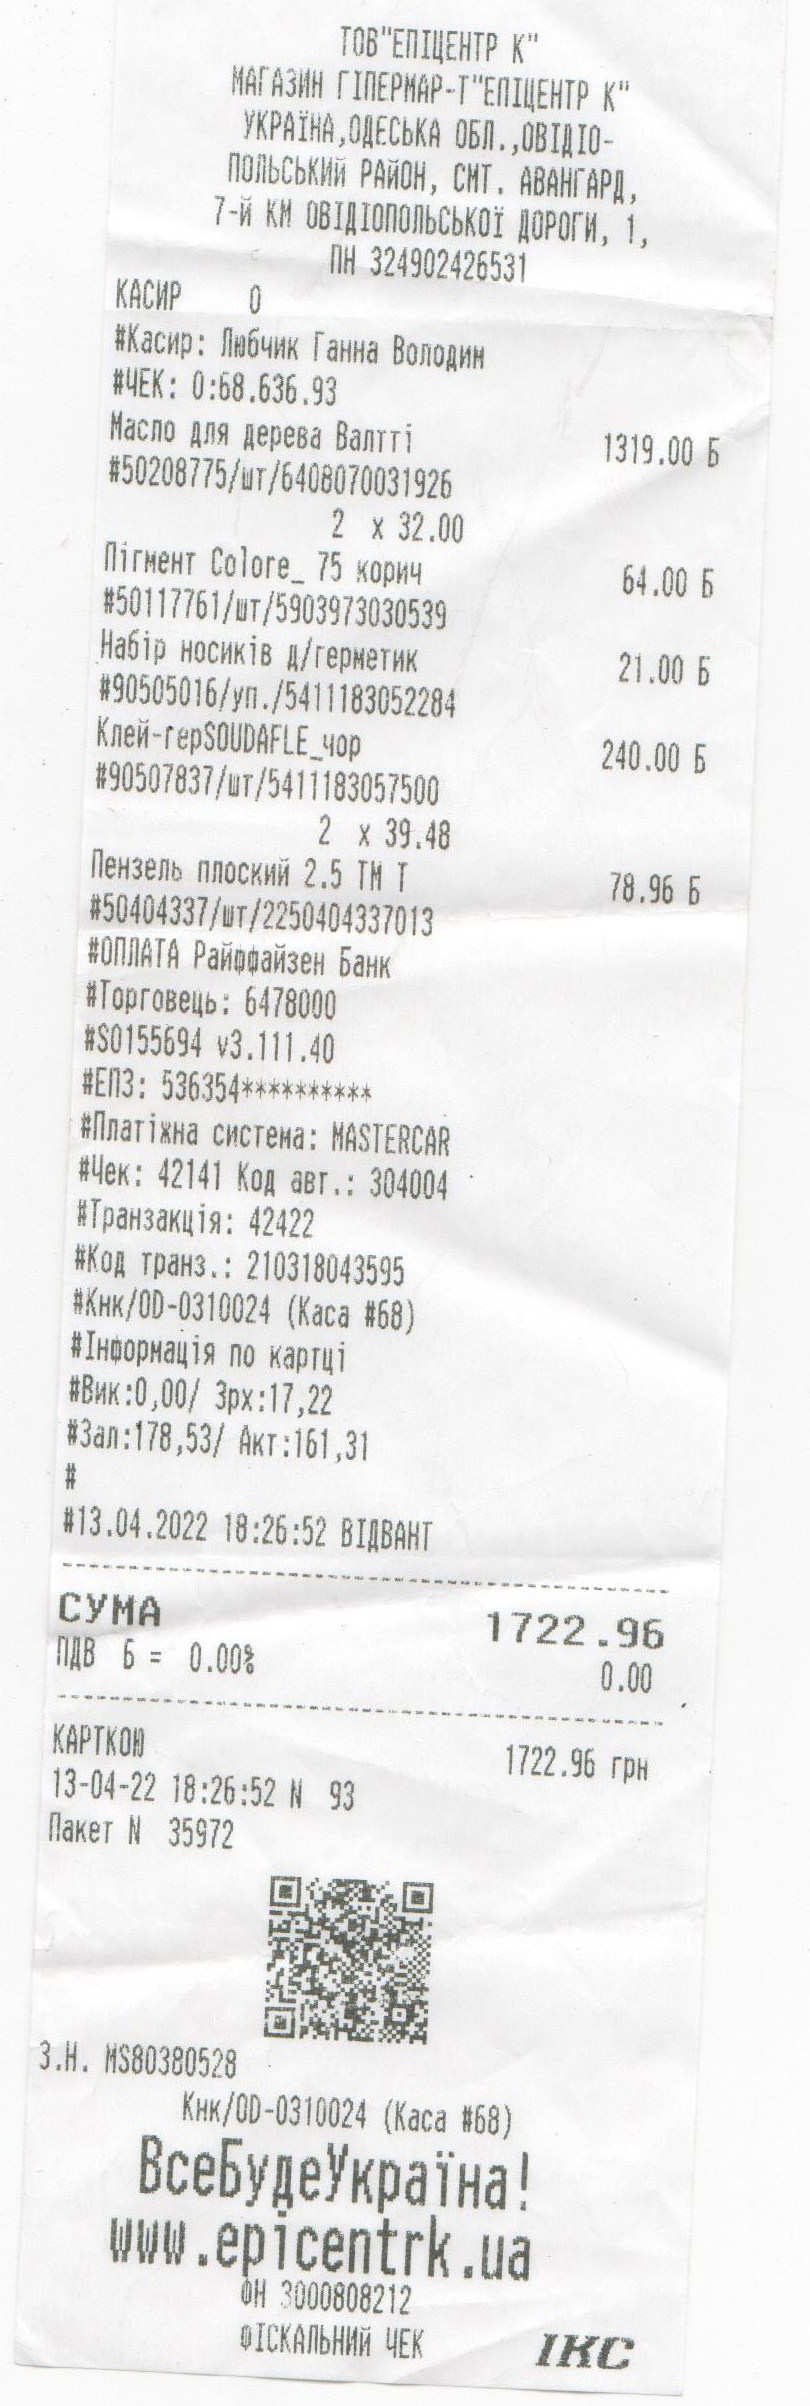 ТОВ"ЕПІЦЕНТР К"
МАГАЗИН ГІПЕРМАР-Т"ЕПІЦЕНТР К"
УКРАЇНА,ОДЕСЬКА ОБЛ.,ОВІДІО-
ПОЛЬСЬКИЙ РАЙОН, СМТ. АВАНГАРД,
7-й КМ ОВІДІОПОЛЬСЬКОЇ ДОРОГИ, 1,
ПН 324902426531
КАСИР 0
#Касир: Любчик Ганна Володим
#ЧЕК: 0:68.636.93
Масло для дерева Валтті 1319.00 Б
#50208775/шт/6408070031926
2 x 32.00
Пігмент Colore_ 75 корич 64.00 Б
#50117761/шт/5903973030539
Набір носиків д/герметик 21.00 Б
#90505016/уп./5411183052284
Клей-герSOUDAFLE_чор 240.00 Б
#90507837/шт/5411183057500
2 x 39.48
Пензель плоский 2.5 ТМ Т 78.96 Б
#50404337/шт/2250404337013
#ОПЛАТА Райффайзен Банк
#Торговець: 6478000
#S0155694 v3.111.40
#ЕПЗ: 536354**********
#Платіжна система: MASTERCAR
#Чек: 42141 Код авт.: 304004
#Транзакція: 42422
#Код транз.: 210318043595
#Кнк/OD-0310024 (Каса #68)
#Інформація по картці
#Вик:0,00/ Зрх:17,22
#Зал:178,53/ Акт:161,31
#
#13.04.2022 18:26:52 ВІДВАНТ
СУМА 1722.96
ПДВ Б = 0.00% 0.00
КАРТКОЮ 1722.96 грн
13-04-22 18:26:52 N 93
Пакет N 35972
З.Н. MS80380528
Кнк/OD-0310024 (Каса #68)
ВсеБудеУкраїна!
www.epicentrk.ua
ФН 3000808212
ФІСКАЛЬНИЙ ЧЕК ІКС